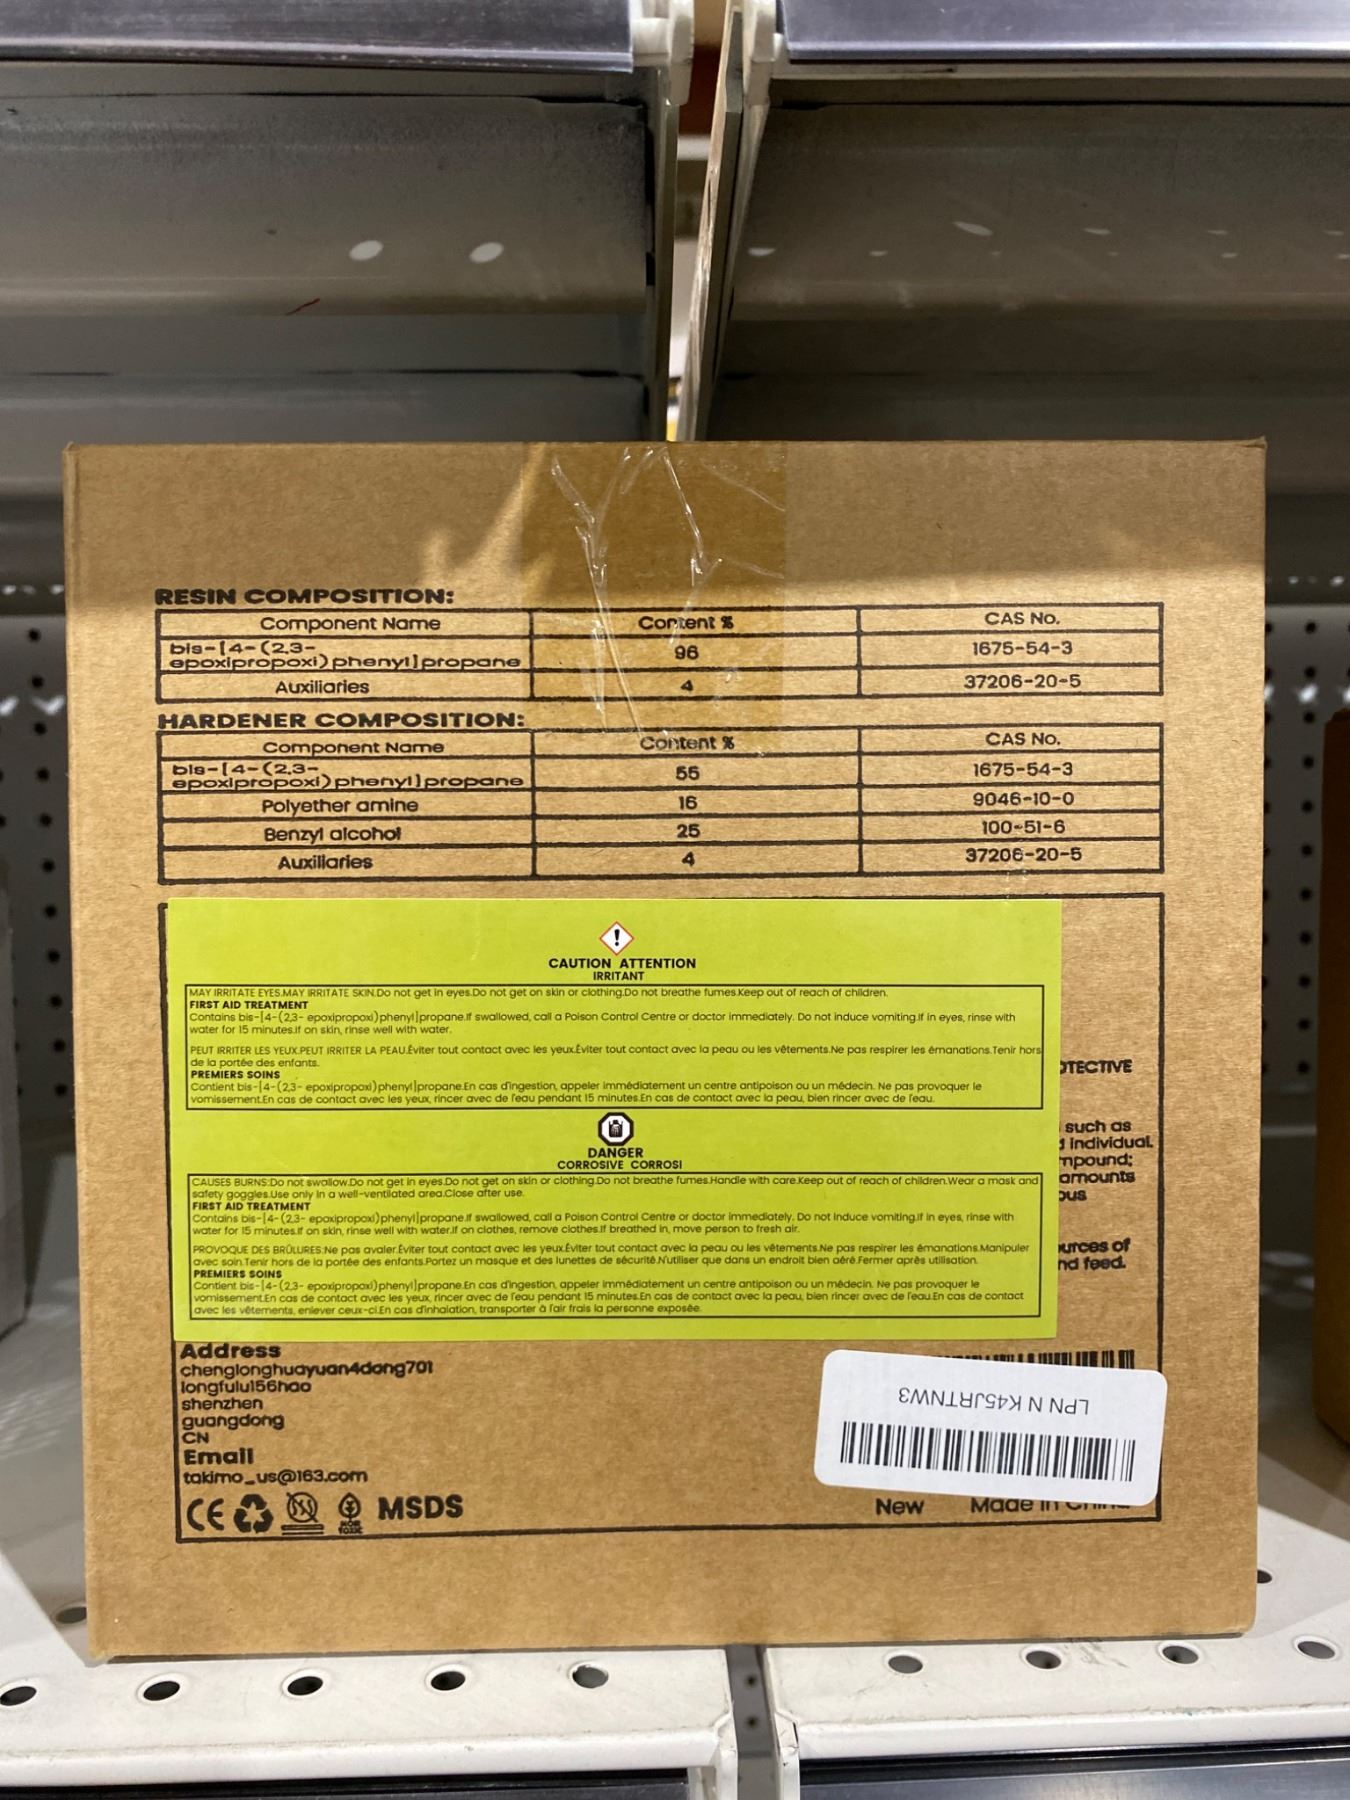 RESIN COMPOSITION:
Component Name Content % CAS No.
bis-[4-(2,3-
epoxipropoxi)phenyl]propane 96 1675-54-3
Auxiliaries 4 37206-20-5
HARDENER COMPOSITION:
Component Name Content % CAS No.
bis-[4-(2,3-
epoxipropoxi)phenyl]propane 55 1675-54-3
Polyether amine 16 9046-10-0
Benzyl alcohol 25 100-51-6
Auxiliaries 4 37206-20-5
CAUTION ATTENTION
IRRITANT
MAY IRRITATE EYES.MAY IRRITATE SKIN.Do not get in eyes.Do not get on skin or clothing.Do not breathe fumes.Keep out of reach of children.
FIRST AID TREATMENT
Contains bis-[4-(2,3- epoxipropoxi)phenyl]propane.If swallowed, call a Poison Control Centre or doctor immediately. Do not induce vomiting.If in eyes, rinse with
water for 15 minutes.If on skin, rinse well with water.
PEUT IRRITER LES YEUX.PEUT IRRITER LA PEAU.Éviter tout contact avec les yeux.Éviter tout contact avec la peau ou les vêtements.Ne pas respirer les émanations.Tenir hors
de la portée des enfants.
PREMIERS SOINS
Contient bis-[4-(2,3- epoxipropoxi)phenyl]propane.En cas d'ingestion, appeler immédiatement un centre antipoison ou un médecin. Ne pas provoquer le
vomissement.En cas de contact avec les yeux, rincer avec de l'eau pendant 15 minutes.En cas de contact avec la peau, bien rincer avec de l'eau.
DANGER
CORROSIVE CORROSI
CAUSES BURNS:Do not swallow.Do not get in eyes.Do not get on skin or clothing.Do not breathe fumes.Handle with care.Keep out of reach of children.Wear a mask and
safety goggles.Use only in a well-ventilated area.Close after use.
FIRST AID TREATMENT
Contains bis-[4-(2,3- epoxipropoxi)phenyl]propane.If swallowed, call a Poison Control Centre or doctor immediately. Do not induce vomiting.If in eyes, rinse with
water for 15 minutes.If on skin, rinse well with water.If on clothes, remove clothes.If breathed in, move person to fresh air.
PROVOQUE DES BRÛLURES:Ne pas avaler.Éviter tout contact avec les yeux.Éviter tout contact avec la peau ou les vêtements.Ne pas respirer les émanations.Manipuler
avec soin.Tenir hors de la portée des enfants.Portez un masque et des lunettes de sécurité.N'utiliser que dans un endroit bien aéré.Fermer après utilisation.
PREMIERS SOINS
Contient bis-[4-(2,3- epoxipropoxi)phenyl]propane.En cas d'ingestion, appeler immédiatement un centre antipoison ou un médecin. Ne pas provoquer le
vomissement.En cas de contact avec les yeux, rincer avec de l'eau pendant 15 minutes.En cas de contact avec la peau, bien rincer avec de l'eau.En cas de contact
avec les vêtements, enlever ceux-ci.En cas d'inhalation, transporter à l'air frais la personne exposée.
such as
individual.
amounts
nd feed.
Address
chenglonghuayuan4dong701
longfulu156hao
shenzhen
guangdong
CN
Email
takimo_us@163.com
LPN N K45JRTNW3
CE NON TOXIC MSDS
New Made in China